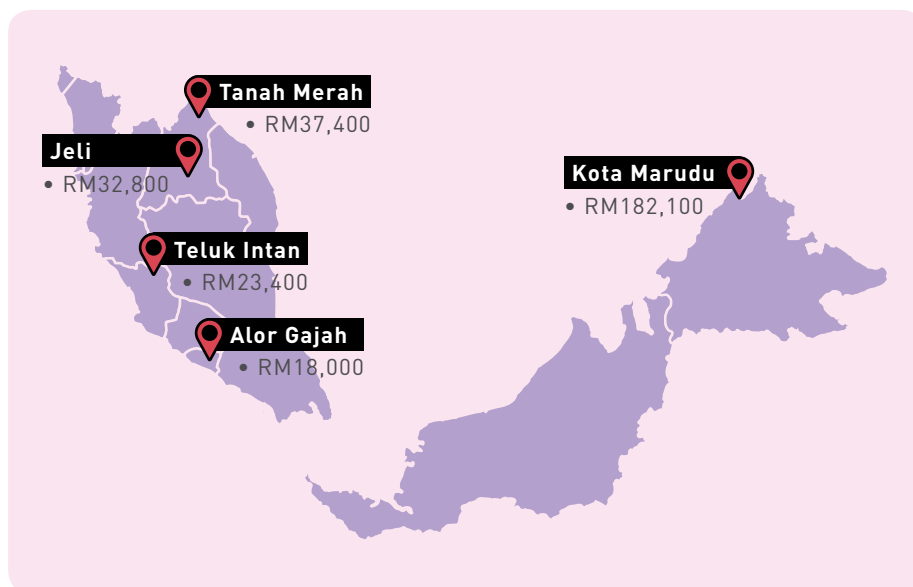 Tanah Merah
• RM37,400
Jeli
• RM32,800
Kota Marudu
• RM182,100
Teluk Intan
• RM23,400
Alor Gajah
• RM18,000